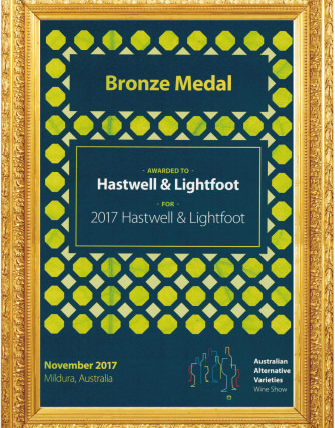 Bronze Medal
- AWARDED TO -
Hastwell & Lightfoot
- FOR -
2017 Hastwell & Lightfoot
November 2017
Mildura, Australia
Australian
Alternative
Varieties
Wine Show